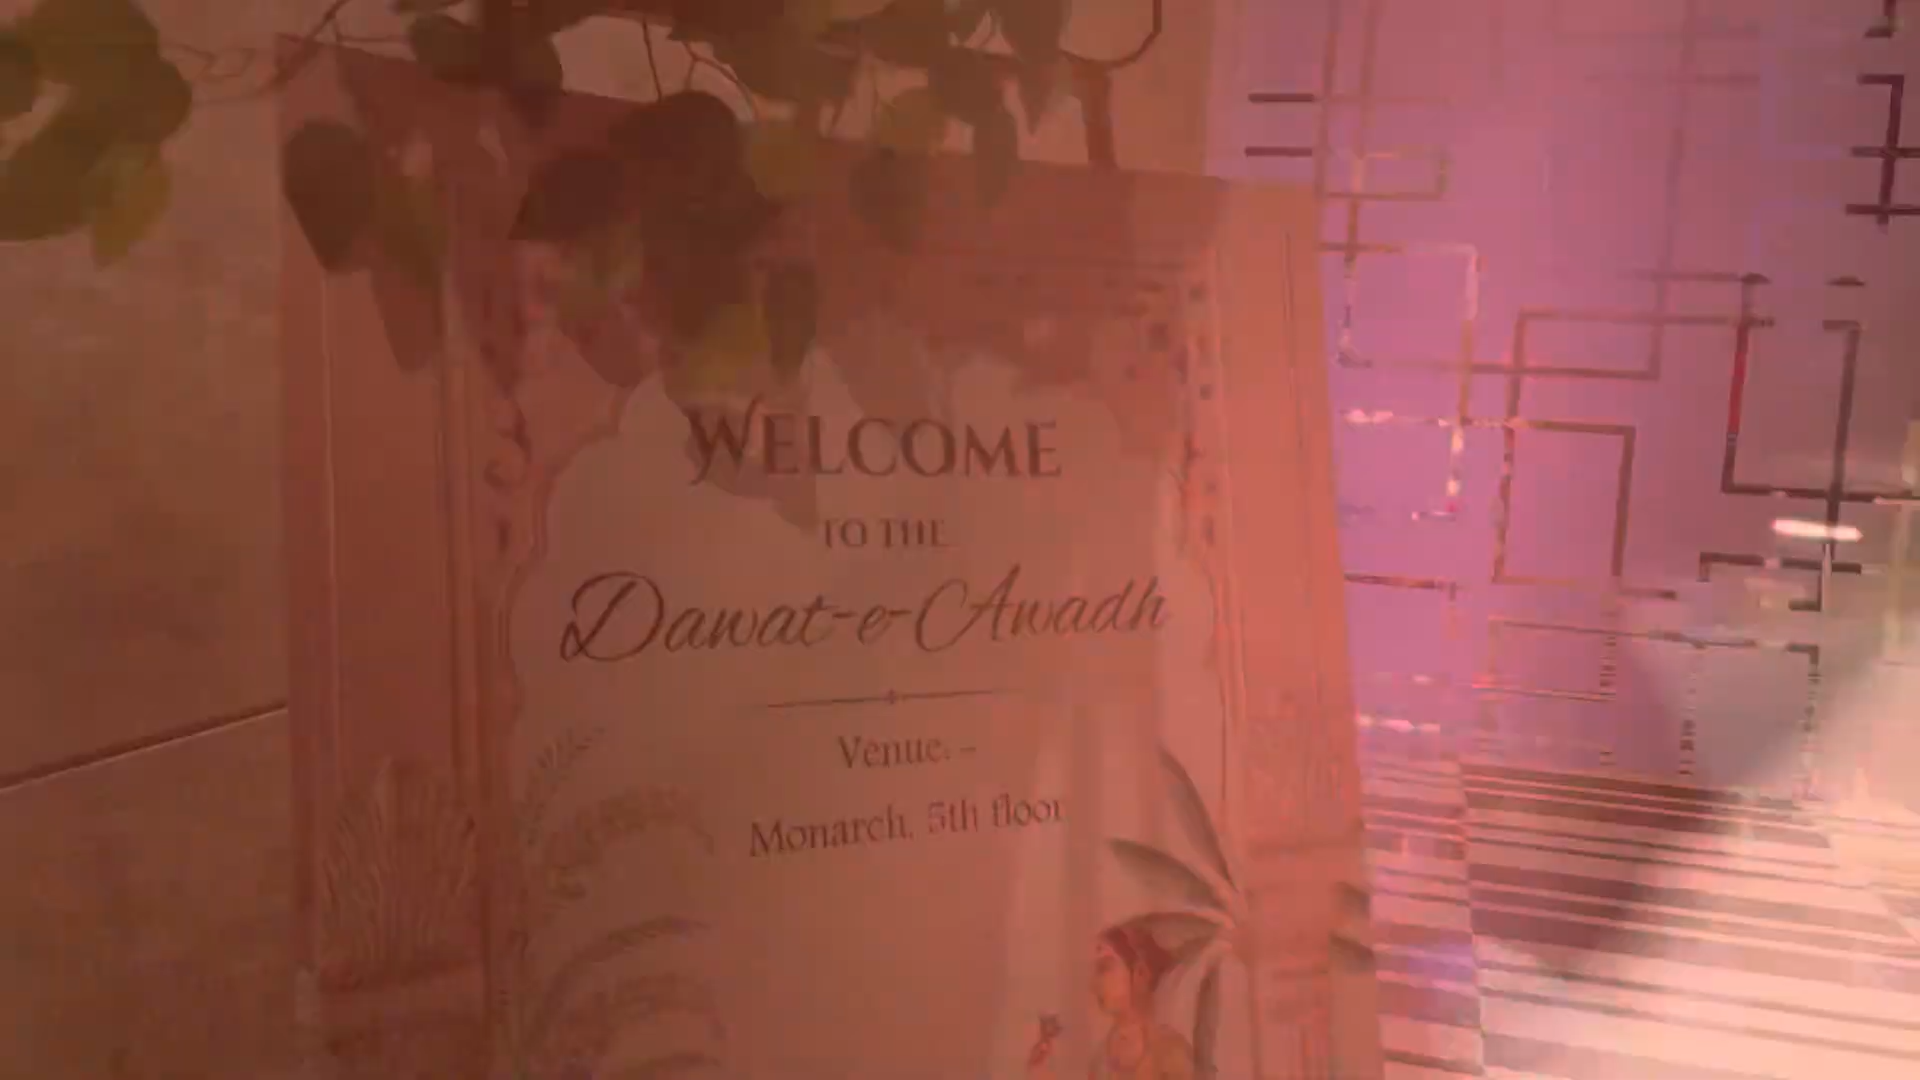 WELCOME
TO THE
Dawat-e-Awadh
Venue. –
Monarch, 5th floor